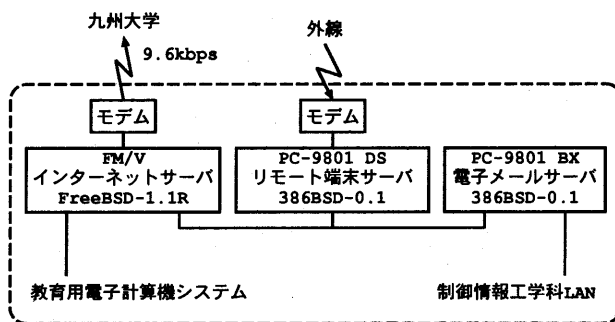 九州大学
9.6kbps
外線
モデム
モデム
FM/V
インターネットサーバ
FreeBSD-1.1R
PC-9801 DS
リモート端末サーバ
386BSD-0.1
PC-9801 BX
電子メールサーバ
386BSD-0.1
教育用電子計算機システム
制御情報工学科LAN